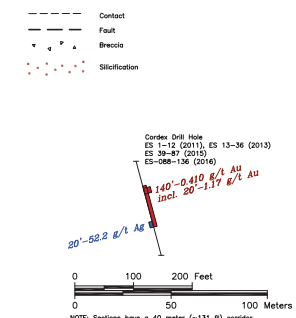 Contact
Fault
Breccia
Silicification
Cordex Drill Hole
ES 1-12 (2011), ES 13-36 (2013)
ES 39-87 (2015)
ES-088-136 (2016)
140'-0.410 g/t Au
incl. 20'-1.17 g/t Au
20'-52.2 g/t Ag
0 100 200 Feet
0 50 100 Meters
NOTE: Sections have a 40 meter (~131 ft) corridor